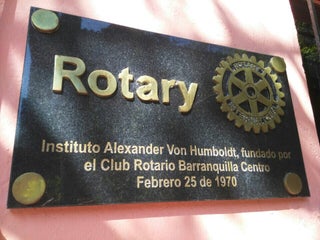 Rotary
Instituto Alexander Von Humboldt, fundado por
el Club Rotario Barranquilla Centro
Febrero 25 de 1970